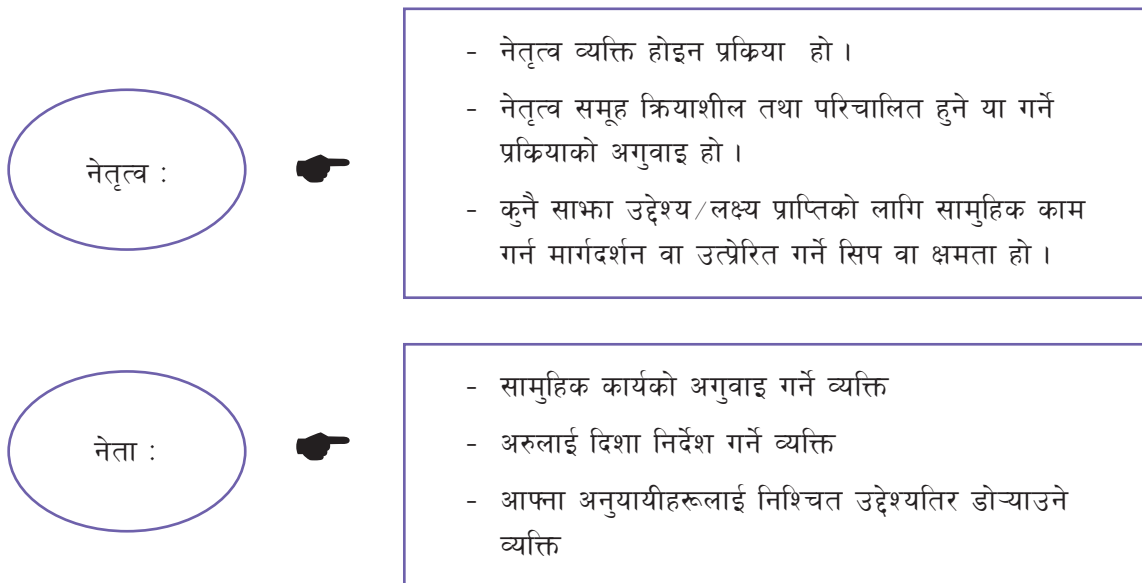 नेतृत्व :
- नेतृत्व व्यक्ति होइन प्रक्रिया हो ।
- नेतृत्व समूह क्रियाशील तथा परिचालित हुने या गर्ने
प्रक्रियाको अगुवाइ हो ।
- कुनै साझा उद्देश्य/लक्ष्य प्राप्तिको लागि सामुहिक काम
गर्न मार्गदर्शन वा उत्प्रेरित गर्ने सिप वा क्षमता हो ।
नेता :
- सामुहिक कार्यको अगुवाइ गर्ने व्यक्ति
- अरुलाई दिशा निर्देश गर्ने व्यक्ति
- आफ्ना अनुयायीहरूलाई निश्चित उद्देश्यतिर डोर्‍याउने
व्यक्ति